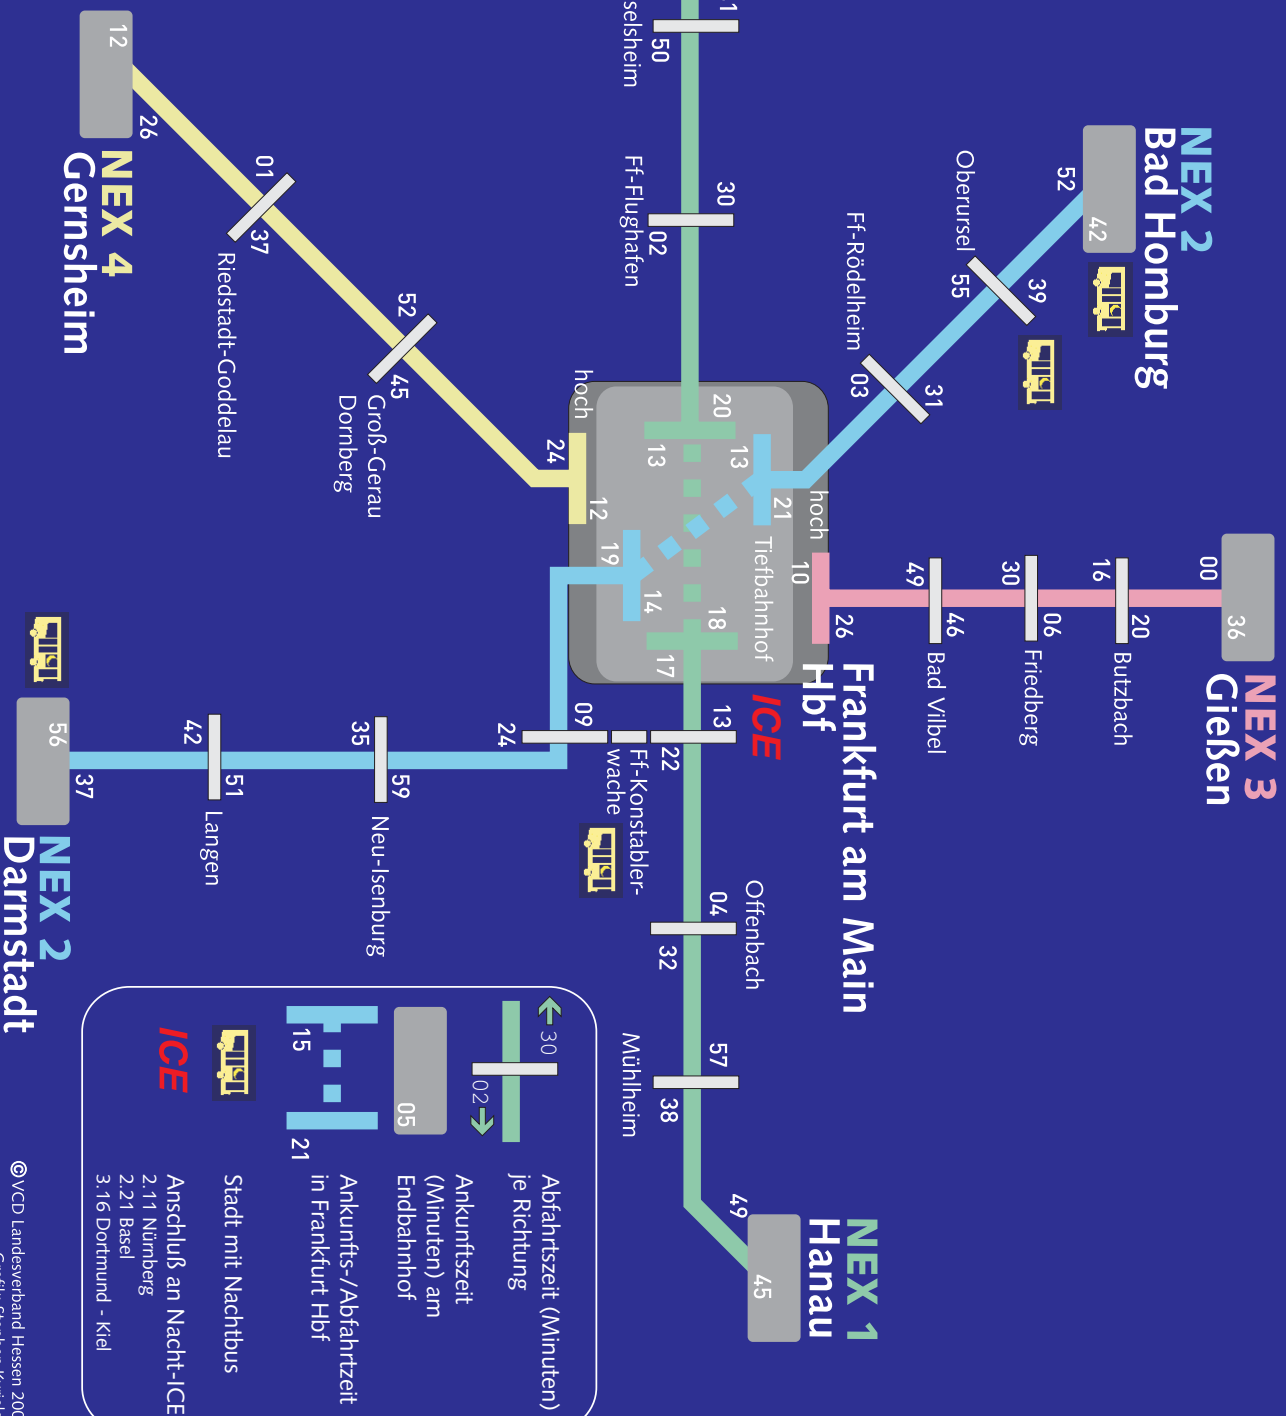 NEX 2
Bad Homburg
52
42
Oberursel
55
39
Ff-Rödelheim
03
31
NEX 3
Gießen
00
36
Butzbach
16
20
Friedberg
30
06
Bad Vilbel
49
46
hoch
10
26
Frankfurt am Main
Hbf
Tiefbahnhof
13
21
20
13
18
17
19
14
hoch
24
12
ICE
selsheim
50
Ff-Flughafen
30
02
13
22
09
24
Ff-Konstabler-
wache
Offenbach
04
32
Mühlheim
57
38
NEX 1
Hanau
49
45
NEX 4
Gernsheim
12
26
Riedstadt-Goddelau
01
37
Groß-Gerau
Dornberg
52
45
Neu-Isenburg
35
59
Langen
42
51
NEX 2
Darmstadt
56
37
30
02
Abfahrtszeit (Minuten)
je Richtung
05
Ankunftszeit
(Minuten) am
Endbahnhof
15
21
Ankunfts-/Abfahrtzeit
in Frankfurt Hbf
Stadt mit Nachtbus
ICE
Anschluß an Nacht-ICE
2.11 Nürnberg
2.21 Basel
3.16 Dortmund - Kiel
© VCD Landesverband Hessen